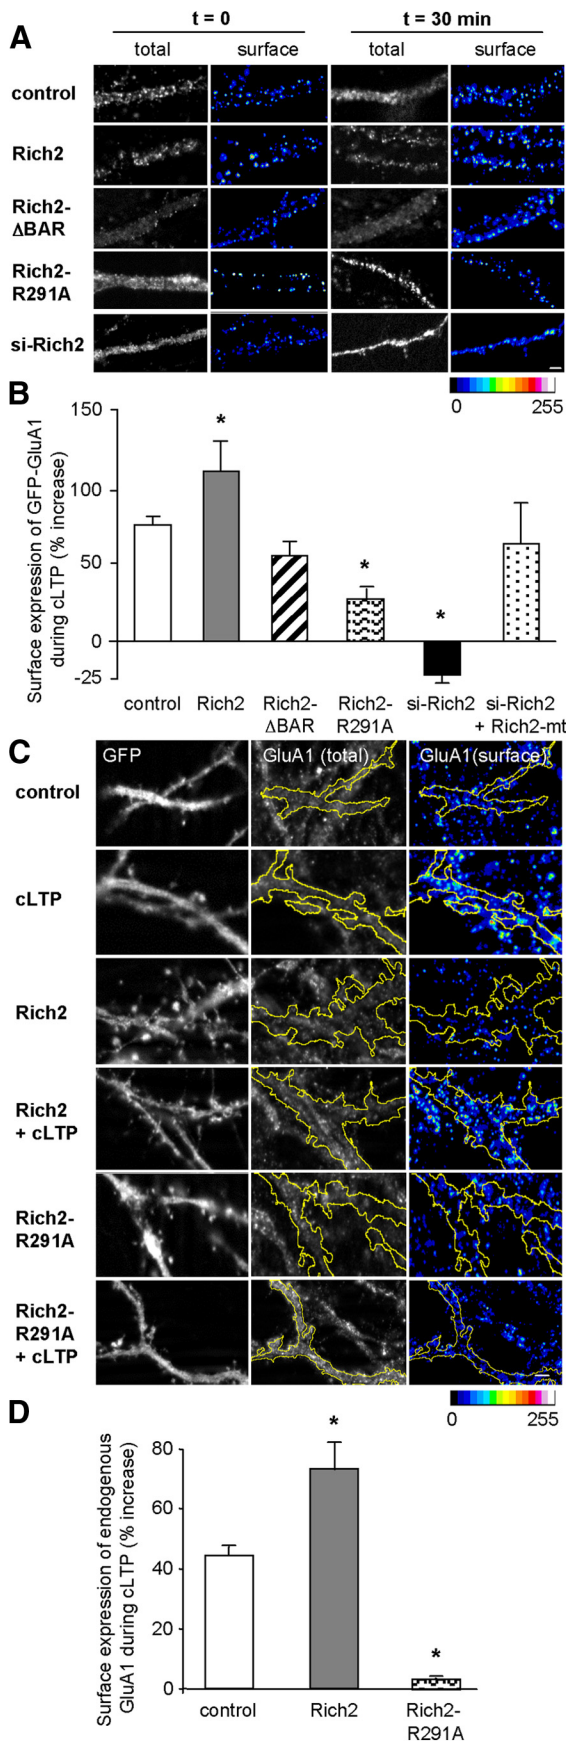 A
t = 0
t = 30 min
total
surface
total
surface
control
Rich2
Rich2-
ΔBAR
Rich2-
R291A
si-Rich2
0
255
B
Surface expression of GFP-GluA1
during cLTP (% increase)
150
100
50
0
-25
*
*
*
control
Rich2
Rich2-
ΔBAR
Rich2-
R291A
si-Rich2
si-Rich2
+ Rich2-mt
C
GFP
GluA1 (total)
GluA1(surface)
control
cLTP
Rich2
Rich2
+ cLTP
Rich2-
R291A
Rich2-
R291A
+ cLTP
0
255
D
Surface expression of endogenous
GluA1 during cLTP (% increase)
80
60
40
20
0
*
*
control
Rich2
Rich2-
R291A